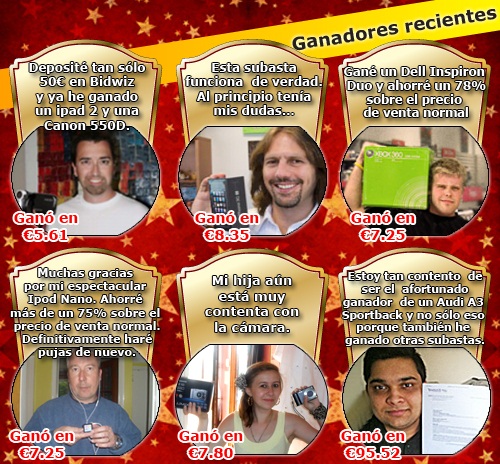 Ganadores recientes
Deposité tan sólo
50€ en Bidwiz
y ya he ganado
un ipad 2 y una
Canon 550D.
Ganó en
€5.61
Esta subasta
funciona de verdad.
Al principio tenía
mis dudas...
Ganó en
€8.35
Gané un Dell Inspiron
Duo y ahorré un 78%
sobre el precio
de venta normal
XBOX 360
Ganó en
€7.25
Muchas gracias
por mi espectacular
Ipod Nano. Ahorré
más de un 75% sobre el
precio de venta normal.
Definitivamente haré
pujas de nuevo.
Ganó en
€7.25
Mi hija aún
está muy
contenta con
la cámara.
Ganó en
€7.80
Estoy tan contento de
ser el afortunado
ganador de un Audi A3
Sportback y no sólo eso
porque también he
ganado otras subastas.
Ganó en
€95.52